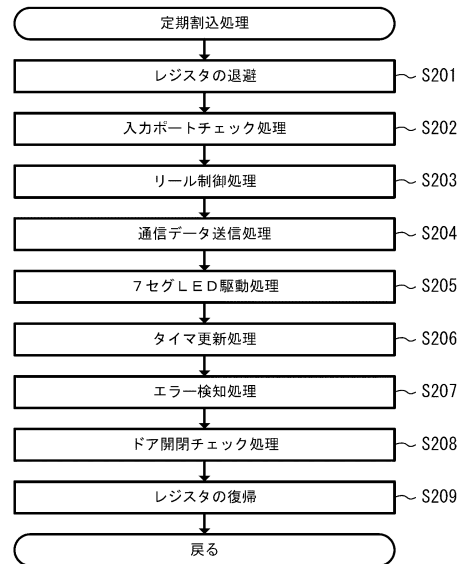 定期割込処理
レジスタの退避 S201
入力ポートチェック処理 S202
リール制御処理 S203
通信データ送信処理 S204
７セグＬＥＤ駆動処理 S205
タイマ更新処理 S206
エラー検知処理 S207
ドア開閉チェック処理 S208
レジスタの復帰 S209
戻る